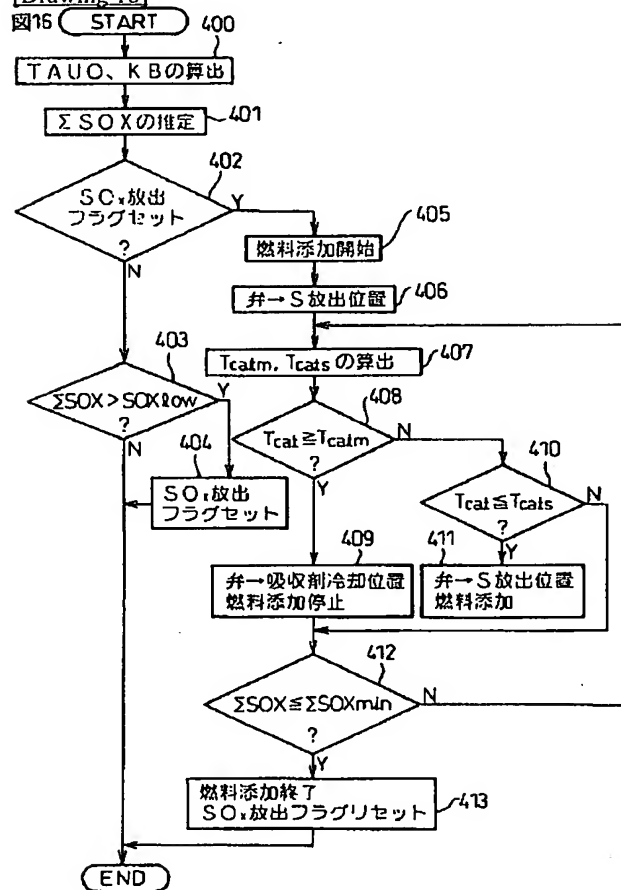 [Drawing 16]
図16
START
400
TAUO、KBの算出
ΣSOXの推定
401
402
SOx放出
フラグセット
?
Y
N
405
燃料添加開始
弁→S放出位置
406
Tcatm, Tcatsの算出
407
403
ΣSOX>SOXlow
?
Y
N
404
SOx放出
フラグセット
408
Tcat≧Tcatm
?
N
Y
410
Tcat≦Tcats
?
N
Y
409
弁→吸収剤冷却位置
燃料添加停止
411
弁→S放出位置
燃料添加
412
ΣSOX≦ΣSOXmin
?
N
Y
燃料添加終了
SOx放出フラグリセット
413
END